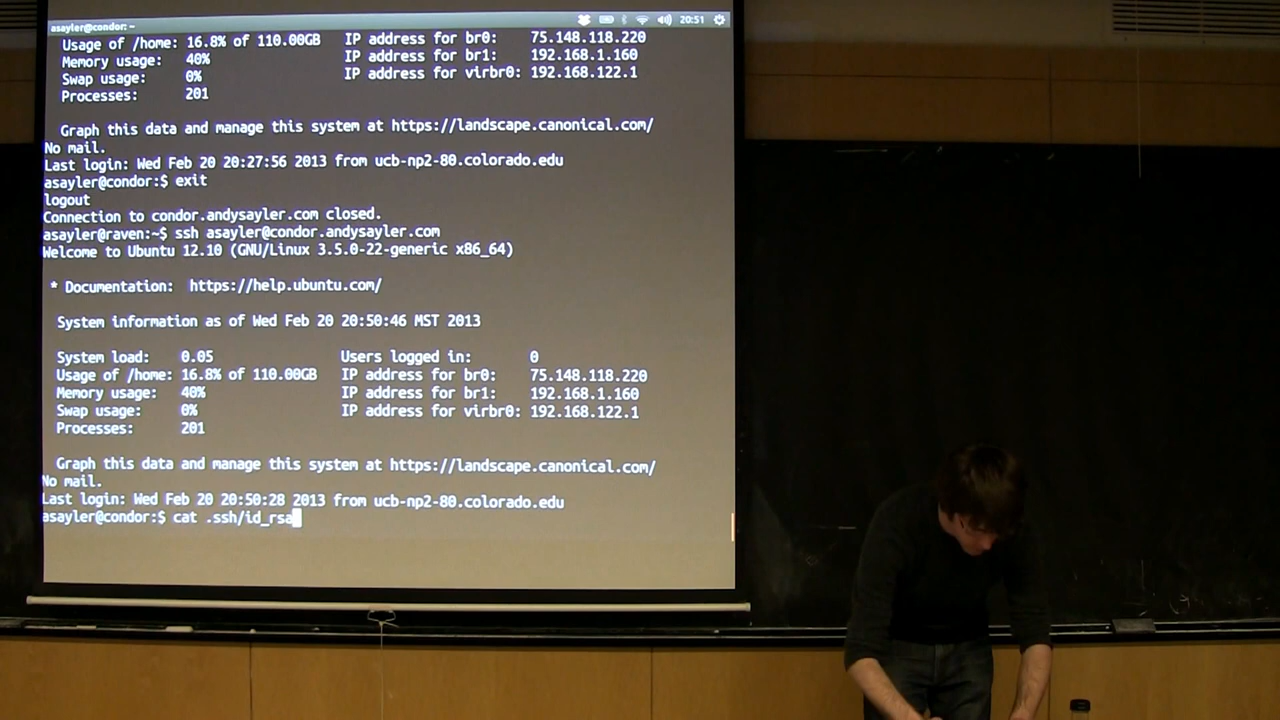 asayler@condor: ~
20:51
Usage of /home: 16.8% of 110.00GB IP address for br0: 75.148.118.220
Memory usage: 40% IP address for br1: 192.168.1.160
Swap usage: 0% IP address for virbr0: 192.168.122.1
Processes: 201
Graph this data and manage this system at https://landscape.canonical.com/
No mail.
Last login: Wed Feb 20 20:27:56 2013 from ucb-np2-80.colorado.edu
asayler@condor:$ exit
logout
Connection to condor.andysayler.com closed.
asayler@raven:~$ ssh asayler@condor.andysayler.com
Welcome to Ubuntu 12.10 (GNU/Linux 3.5.0-22-generic x86_64)
* Documentation: https://help.ubuntu.com/
System information as of Wed Feb 20 20:50:46 MST 2013
System load: 0.05 Users logged in: 0
Usage of /home: 16.8% of 110.00GB IP address for br0: 75.148.118.220
Memory usage: 40% IP address for br1: 192.168.1.160
Swap usage: 0% IP address for virbr0: 192.168.122.1
Processes: 201
Graph this data and manage this system at https://landscape.canonical.com/
No mail.
Last login: Wed Feb 20 20:50:28 2013 from ucb-np2-80.colorado.edu
asayler@condor:$ cat .ssh/id_rsa